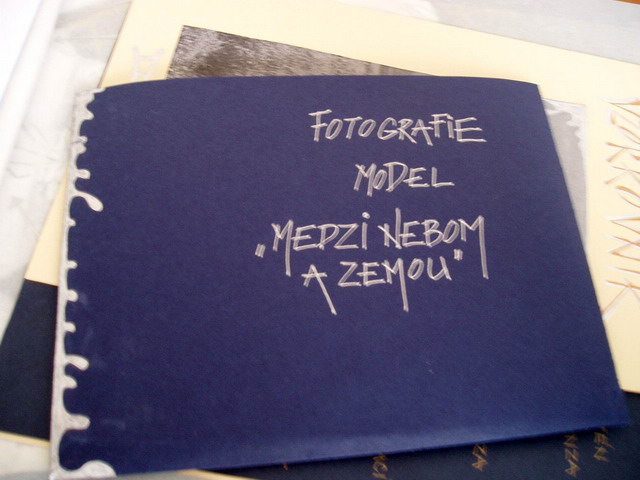 FOTOGRAFIE
MODEL
„MEDZI NEBOM
A ZEMOU"